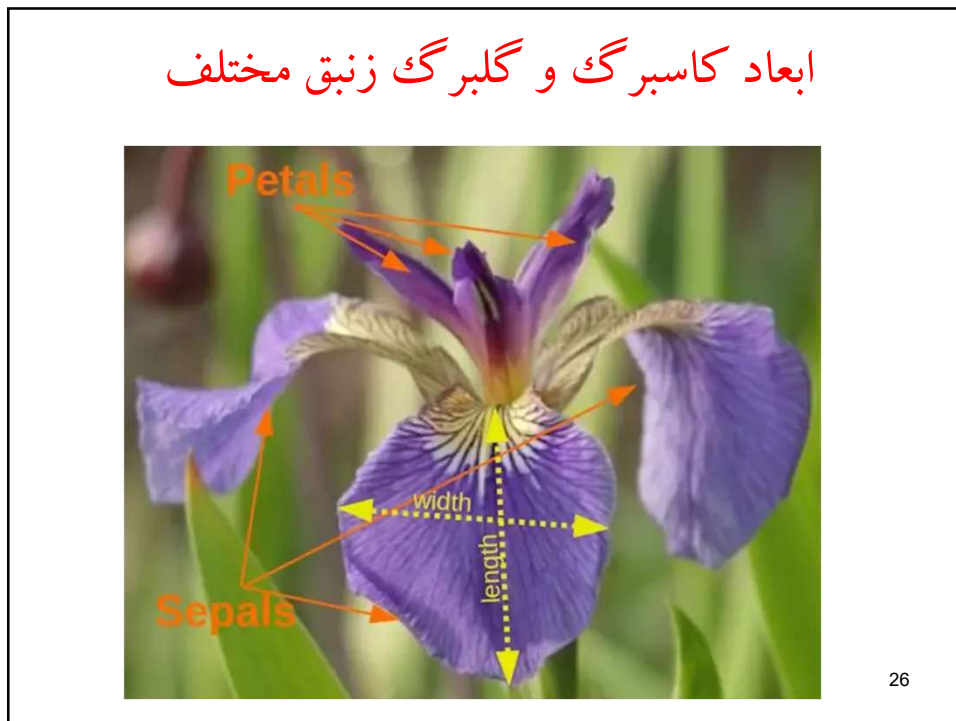 ابعاد کاسبرگ و گلبرگ زنبق مختلف
Petals
width
length
Sepals
26